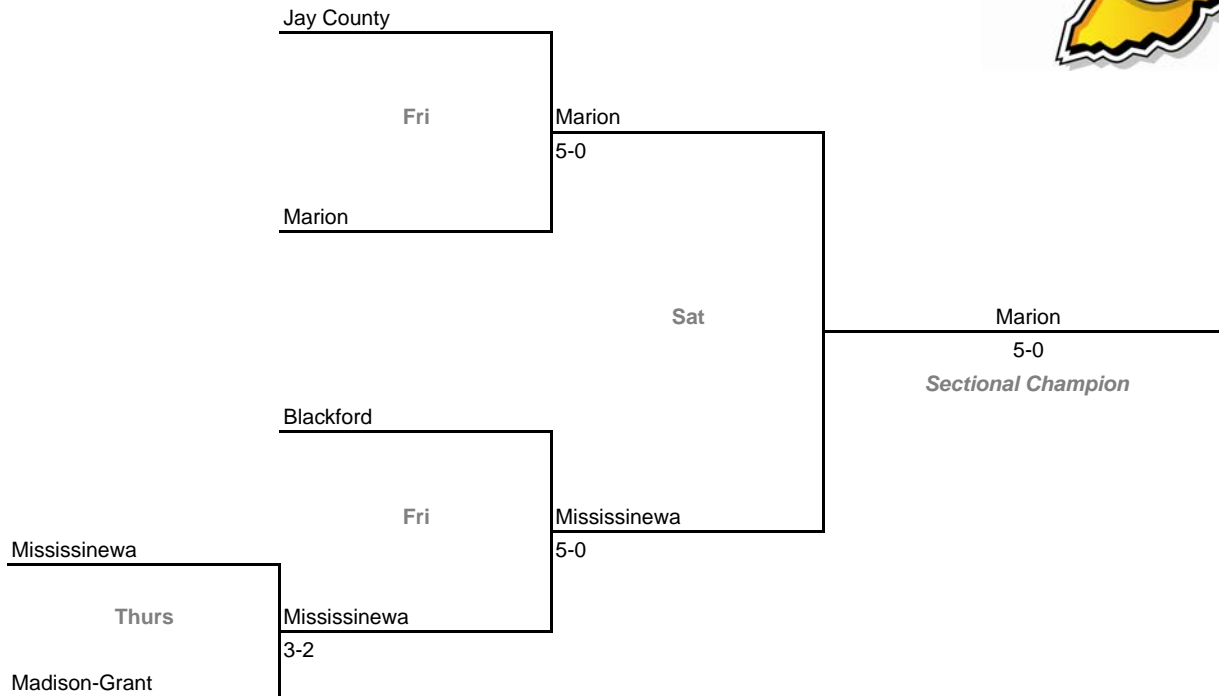 Jay County
Fri
Marion
5-0
Marion
Sat
Marion
5-0
Sectional Champion
Blackford
Fri
Mississinewa
5-0
Mississinewa
Thurs
Mississinewa
3-2
Madison-Grant